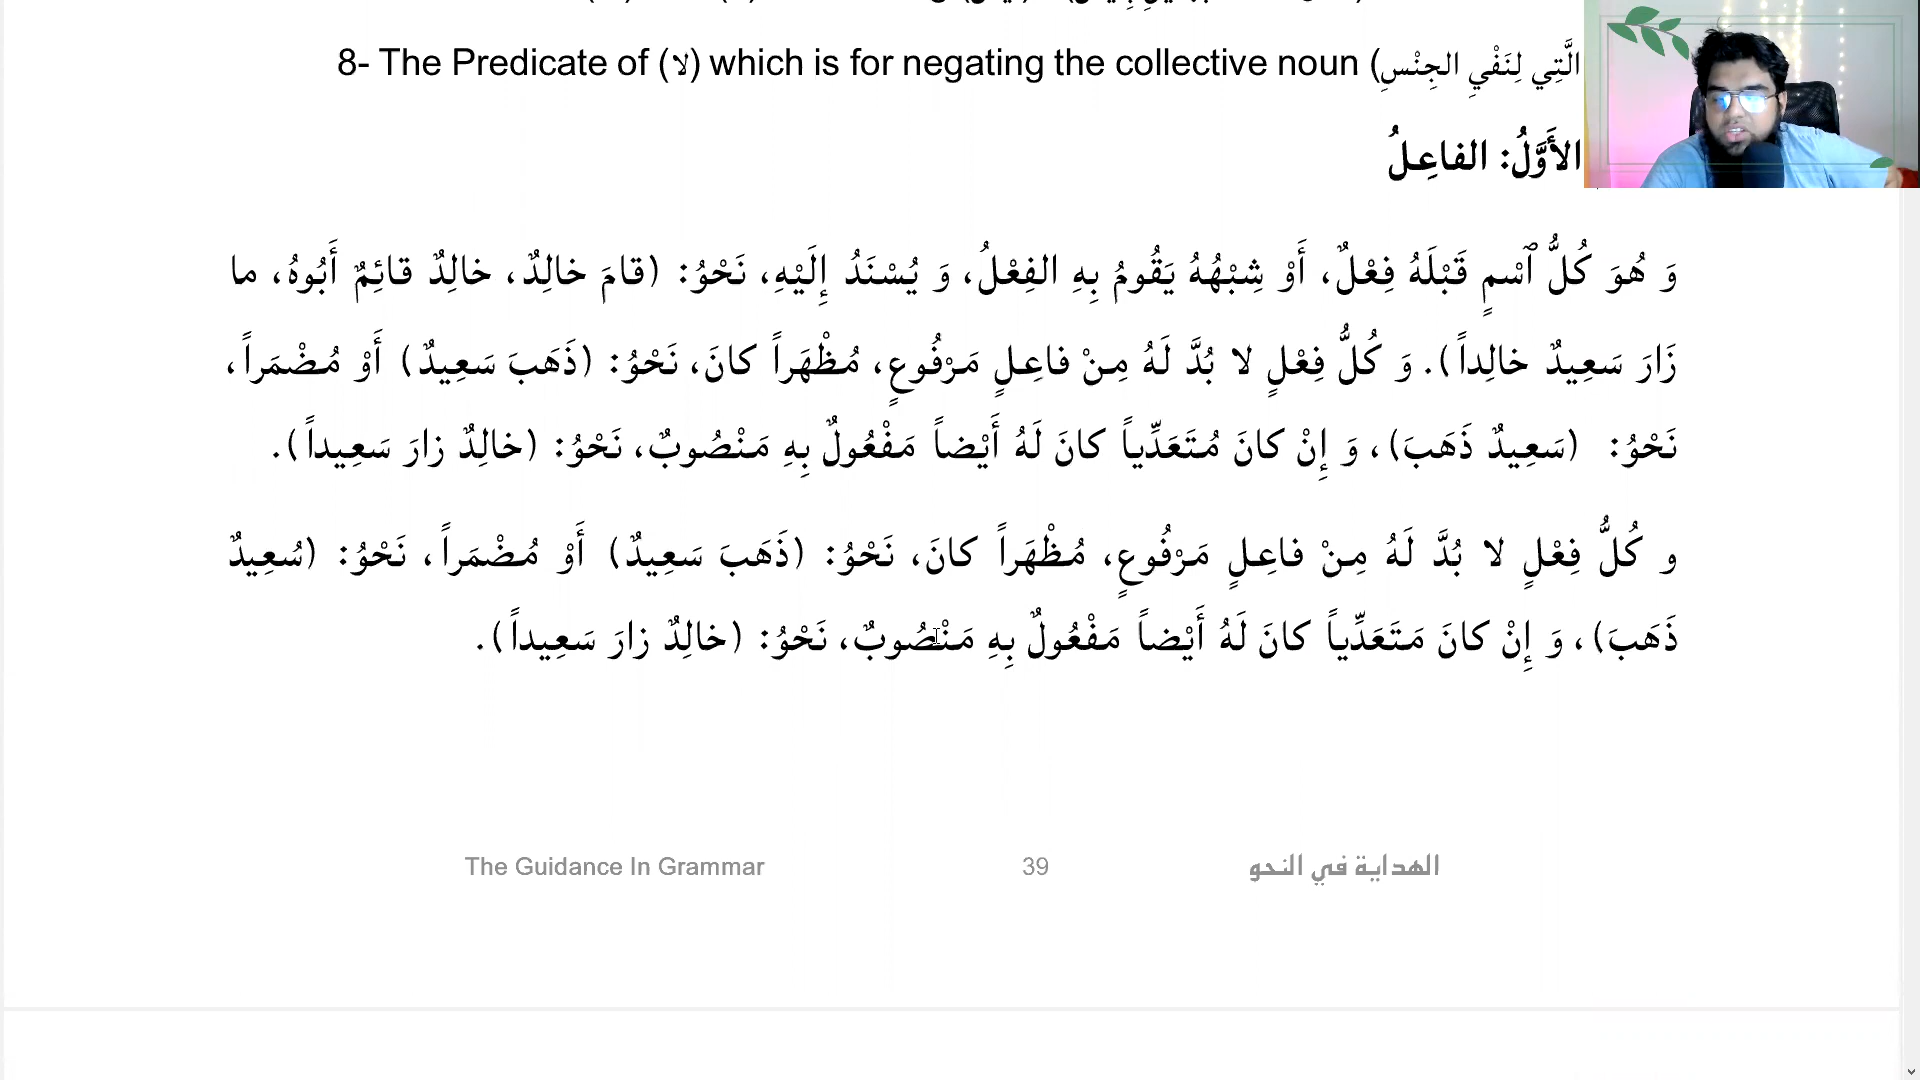 8- The Predicate of (لا) which is for negating the collective noun (الَّتِي لِنَفْيِ الجِنْسِ
الأَوَّلُ: الفاعِلُ
وَ هُوَ كُلُّ ٱسْمٍ قَبْلَهُ فِعْلٌ، أَوْ شِبْهُهُ يَقُومُ بِهِ الفِعْلُ، وَ يُسْنَدُ إِلَيْهِ، نَحْوُ: (قامَ خالِدٌ، خالِدٌ قائِمٌ أَبُوهُ، ما
زَارَ سَعِيدٌ خالِداً). وَ كُلُّ فِعْلٍ لا بُدَّ لَهُ مِنْ فاعِلٍ مَرْفُوعٍ، مُظْهَراً كانَ، نَحْوُ: (ذَهَبَ سَعِيدٌ) أَوْ مُضْمَراً،
نَحْوُ: (سَعِيدٌ ذَهَبَ)، وَ إِنْ كانَ مُتَعَدِّياً كانَ لَهُ أَيْضاً مَفْعُولٌ بِهِ مَنْصُوبٌ، نَحْوُ: (خالِدٌ زارَ سَعِيداً).
و كُلُّ فِعْلٍ لا بُدَّ لَهُ مِنْ فاعِلٍ مَرْفُوعٍ، مُظْهَراً كانَ، نَحْوُ: (ذَهَبَ سَعِيدٌ) أَوْ مُضْمَراً، نَحْوُ: (سُعِيدٌ
ذَهَبَ)، وَ إِنْ كانَ مَتَعَدِّياً كانَ لَهُ أَيْضاً مَفْعُولٌ بِهِ مَنْصُوبٌ، نَحْوُ: (خالِدٌ زارَ سَعِيداً).
The Guidance In Grammar 39 الهداية في النحو